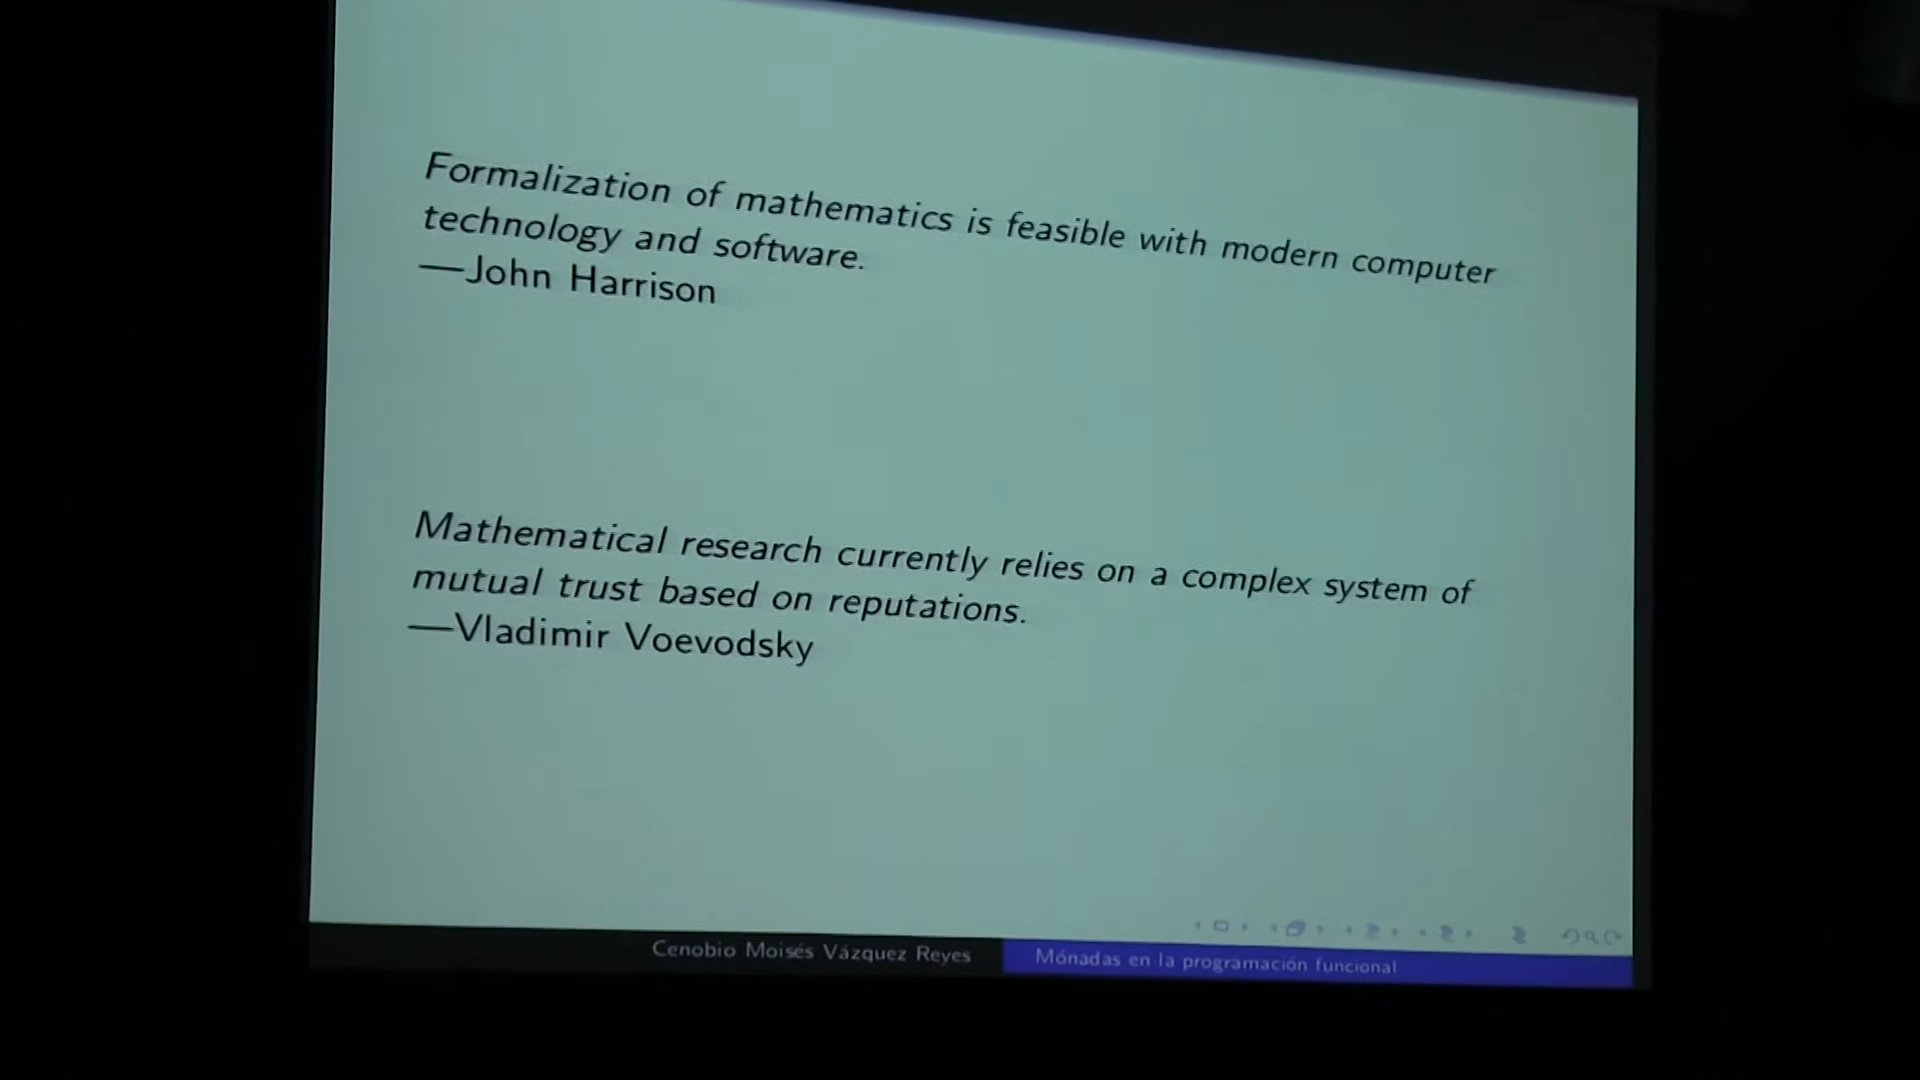 Formalization of mathematics is feasible with modern computer
technology and software.
—John Harrison
Mathematical research currently relies on a complex system of
mutual trust based on reputations.
—Vladimir Voevodsky
Cenobio Moisés Vázquez Reyes
Mónadas en la programación funcional